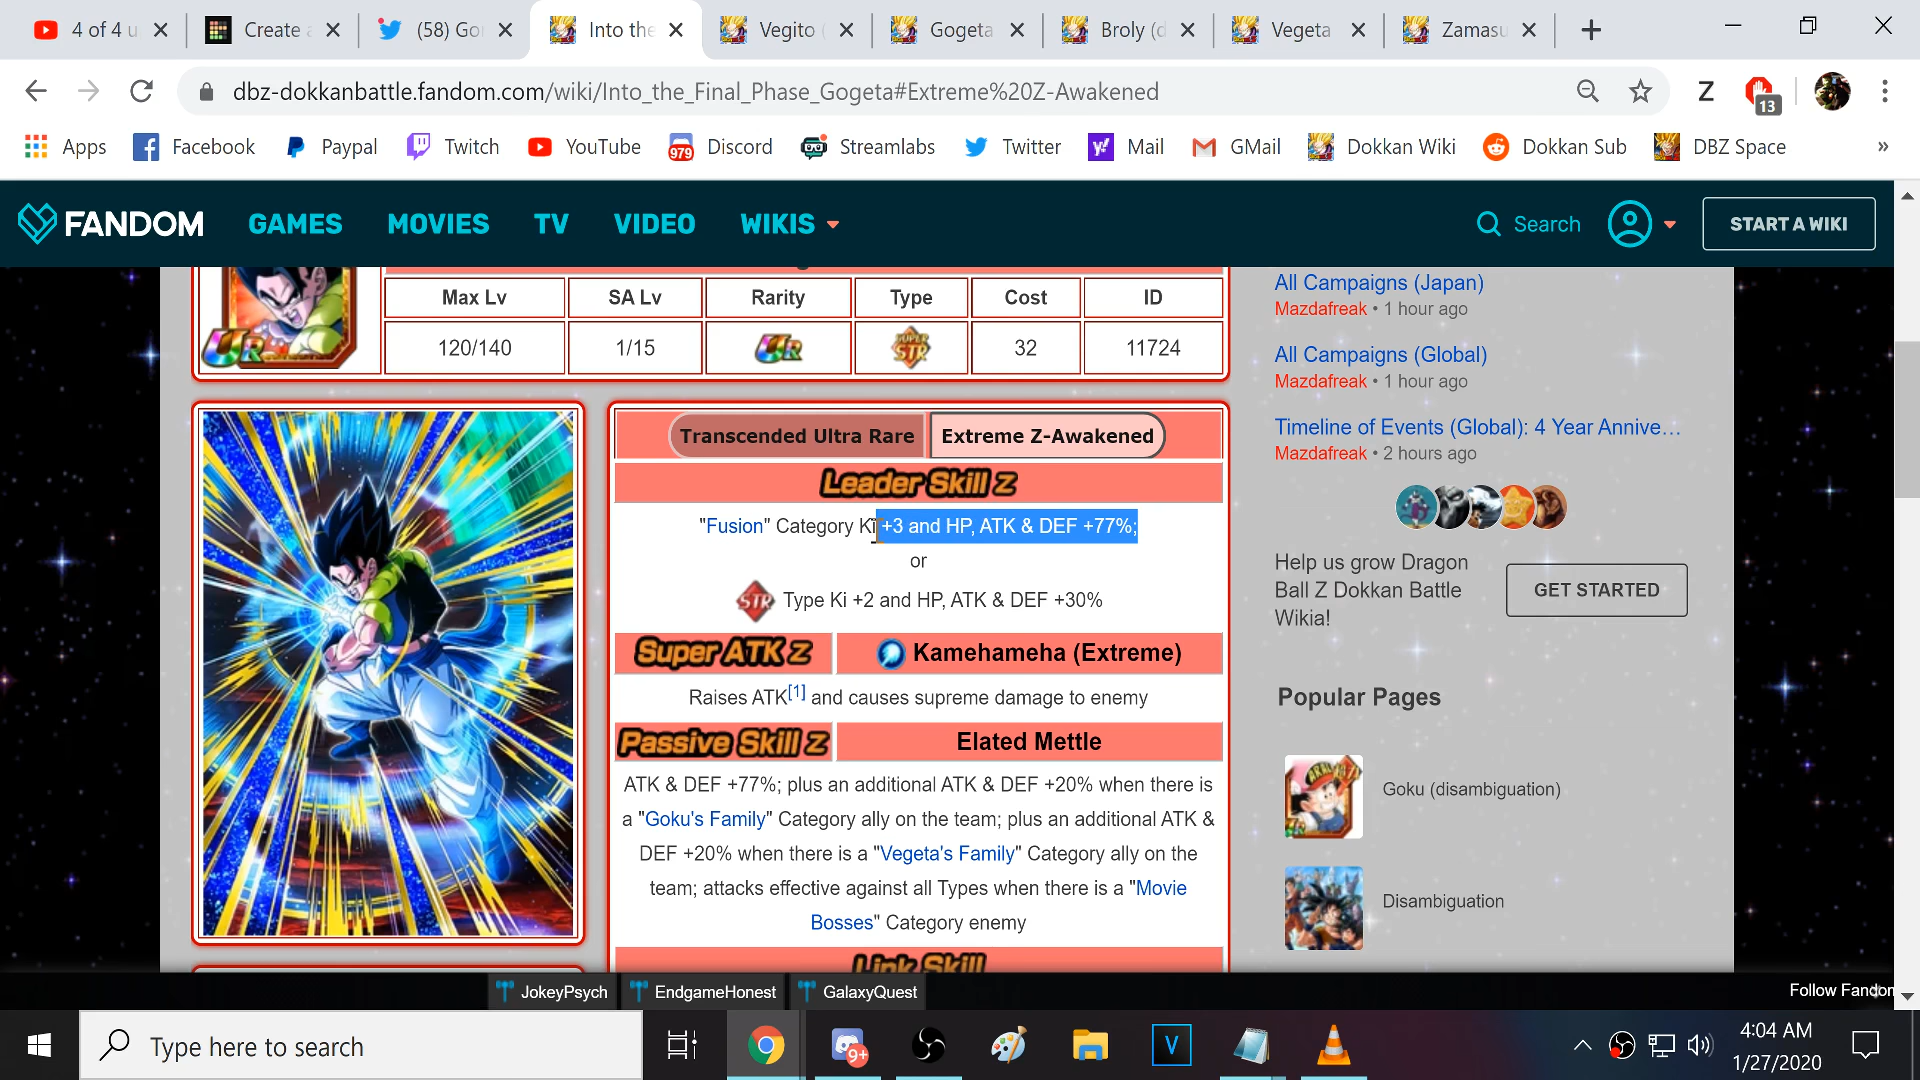 4 of 4 u
Create a
(58) Go
Into the
Vegito (
Gogeta
Broly (d
Vegeta
Zamasu
dbz-dokkanbattle.fandom.com/wiki/Into_the_Final_Phase_Gogeta#Extreme%20Z-Awakened
Z
13
Apps
Facebook
Paypal
Twitch
YouTube
979
Discord
Streamlabs
Twitter
Mail
GMail
Dokkan Wiki
Dokkan Sub
DBZ Space
»
FANDOM
GAMES
MOVIES
TV
VIDEO
WIKIS
Search
START A WIKI
Max Lv
SA Lv
Rarity
Type
Cost
ID
120/140
1/15
UR
SUPER STR
32
11724
UR
Transcended Ultra Rare
Extreme Z-Awakened
Leader Skill Z
"Fusion" Category Ki +3 and HP, ATK & DEF +77%;
or
STR Type Ki +2 and HP, ATK & DEF +30%
Super ATK Z
Kamehameha (Extreme)
Raises ATK[1] and causes supreme damage to enemy
Passive Skill Z
Elated Mettle
ATK & DEF +77%; plus an additional ATK & DEF +20% when there is
a "Goku's Family" Category ally on the team; plus an additional ATK &
DEF +20% when there is a "Vegeta's Family" Category ally on the
team; attacks effective against all Types when there is a "Movie
Bosses" Category enemy
Link Skill
All Campaigns (Japan)
Mazdafreak • 1 hour ago
All Campaigns (Global)
Mazdafreak • 1 hour ago
Timeline of Events (Global): 4 Year Annive...
Mazdafreak • 2 hours ago
Help us grow Dragon
Ball Z Dokkan Battle
Wikia!
GET STARTED
Popular Pages
Goku (disambiguation)
Disambiguation
JokeyPsych
EndgameHonest
GalaxyQuest
Follow Fandom
Type here to search
9+
V
4:04 AM
1/27/2020